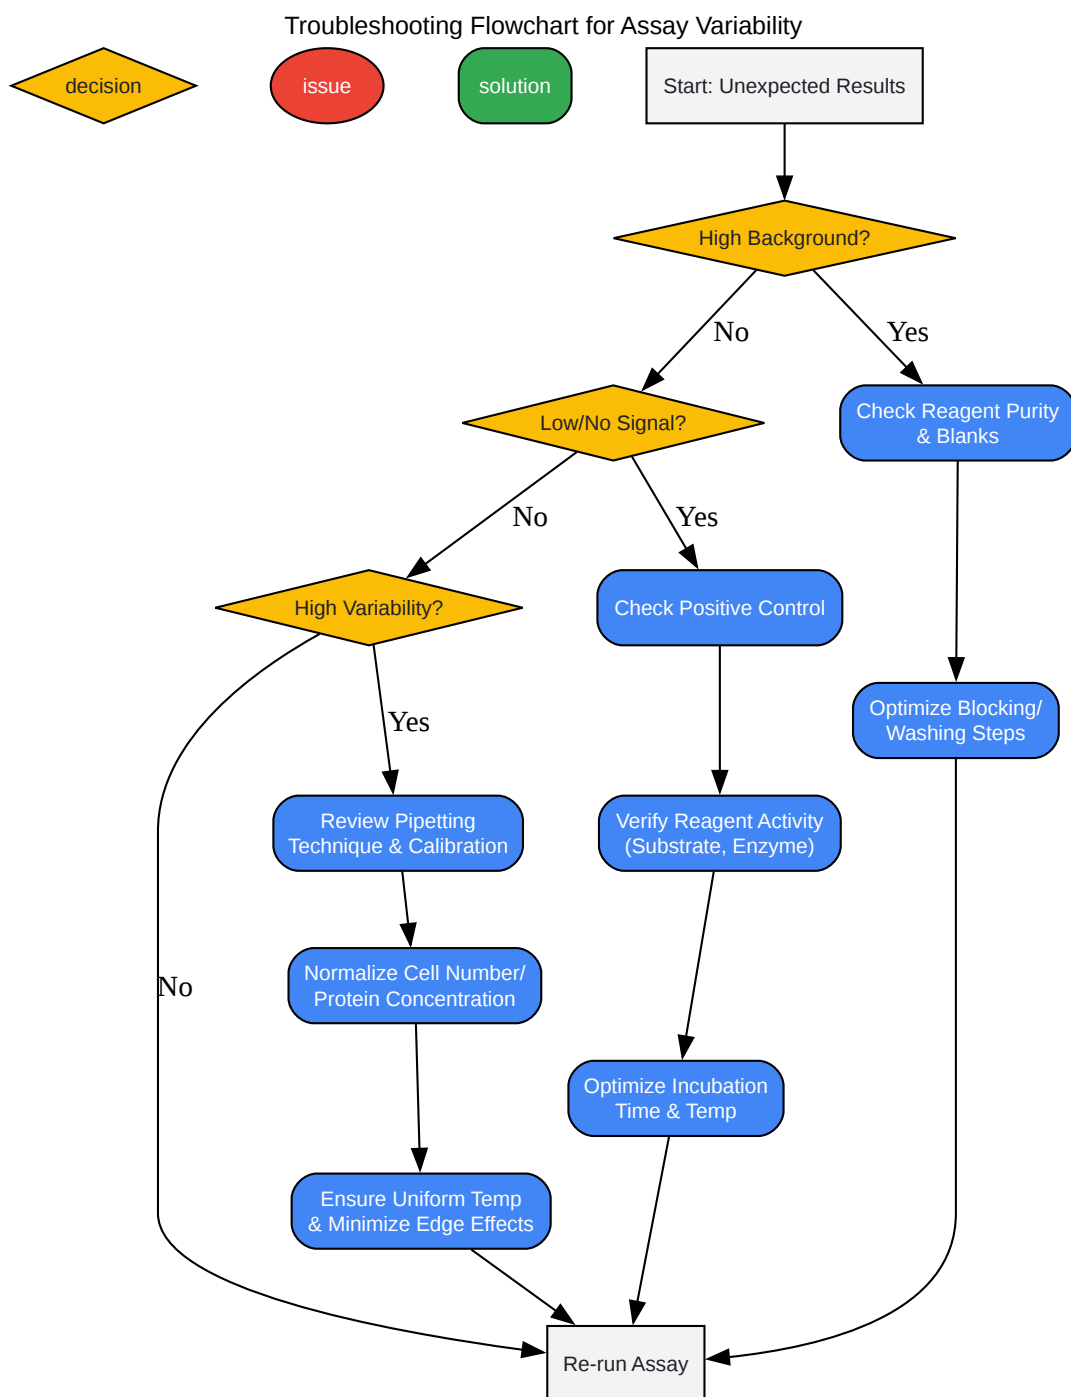 Troubleshooting Flowchart for Assay Variability
decision
issue
solution
Start: Unexpected Results
High Background?
No
Yes
Low/No Signal?
Check Reagent Purity
& Blanks
No
Yes
High Variability?
Check Positive Control
Optimize Blocking/
Washing Steps
Yes
Review Pipetting
Technique & Calibration
Verify Reagent Activity
(Substrate, Enzyme)
No
Normalize Cell Number/
Protein Concentration
Optimize Incubation
Time & Temp
Ensure Uniform Temp
& Minimize Edge Effects
Re-run Assay